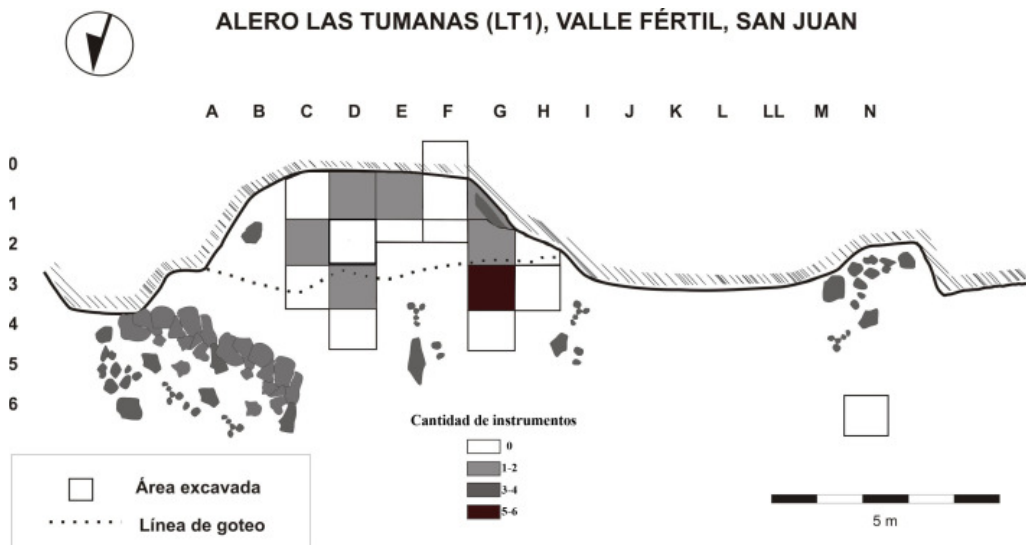 ALERO LAS TUMANAS (LT1), VALLE FÉRTIL, SAN JUAN
A B C D E F G H I J K L LL M N
0
1
2
3
4
5
6
Cantidad de instrumentos
0
1-2
3-4
5-6
Área excavada
Línea de goteo
5 m